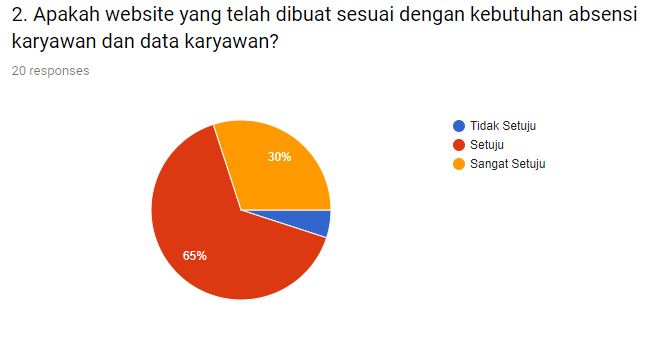 2. Apakah website yang telah dibuat sesuai dengan kebutuhan absensi
karyawan dan data karyawan?
20 responses
Tidak Setuju
Setuju
Sangat Setuju
30%
65%